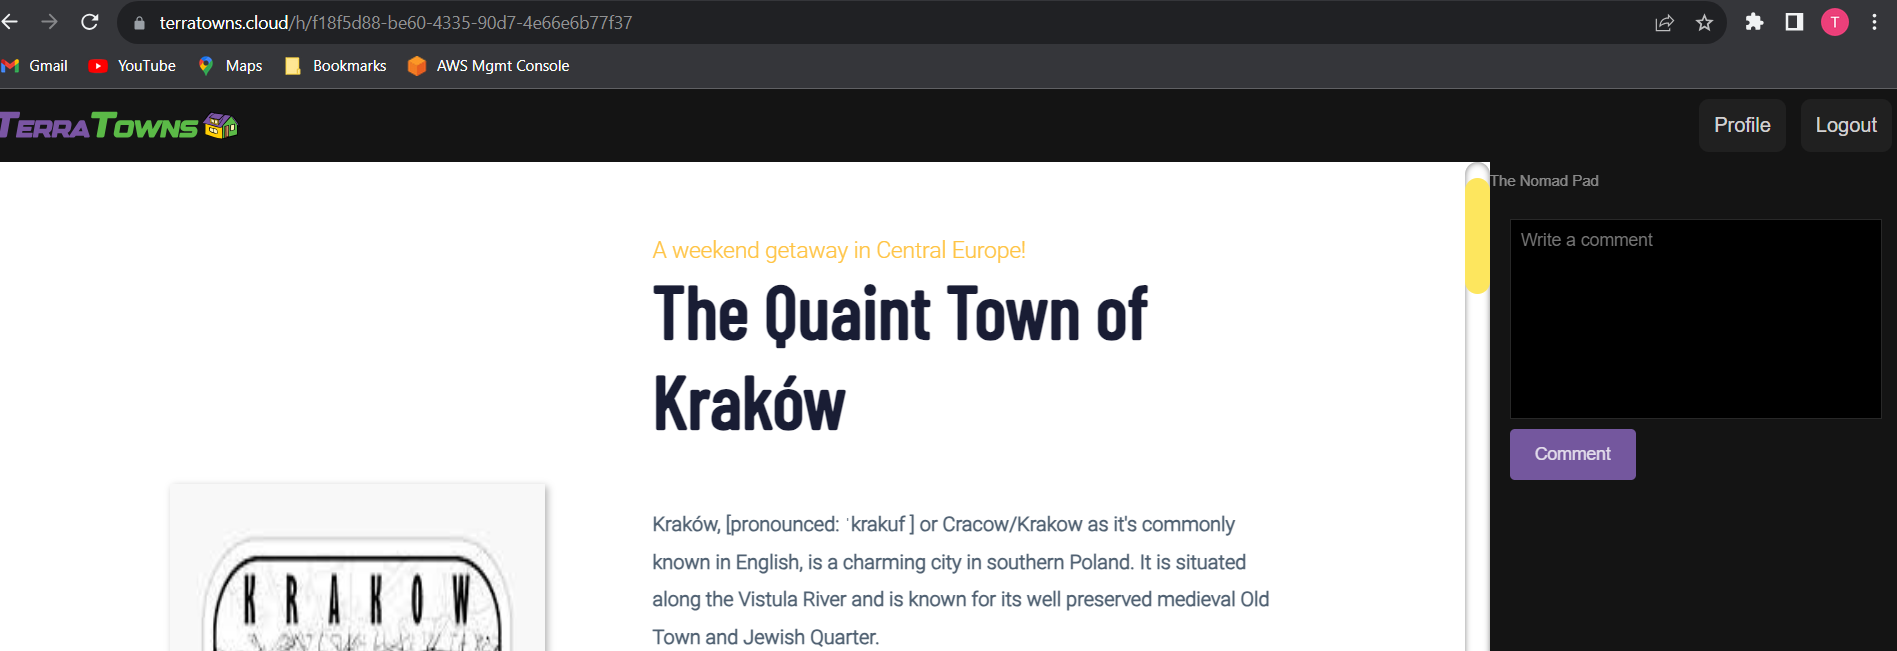 terratowns.cloud/h/f18f5d88-be60-4335-90d7-4e66e6b77f37
T
Gmail YouTube Maps Bookmarks AWS Mgmt Console
TERRATOWNS
Profile Logout
The Nomad Pad
Write a comment
Comment
A weekend getaway in Central Europe!
The Quaint Town of
Kraków
Kraków, [pronounced: ˈkrakuf ] or Cracow/Krakow as it's commonly
known in English, is a charming city in southern Poland. It is situated
along the Vistula River and is known for its well preserved medieval Old
Town and Jewish Quarter.
KRAKOW